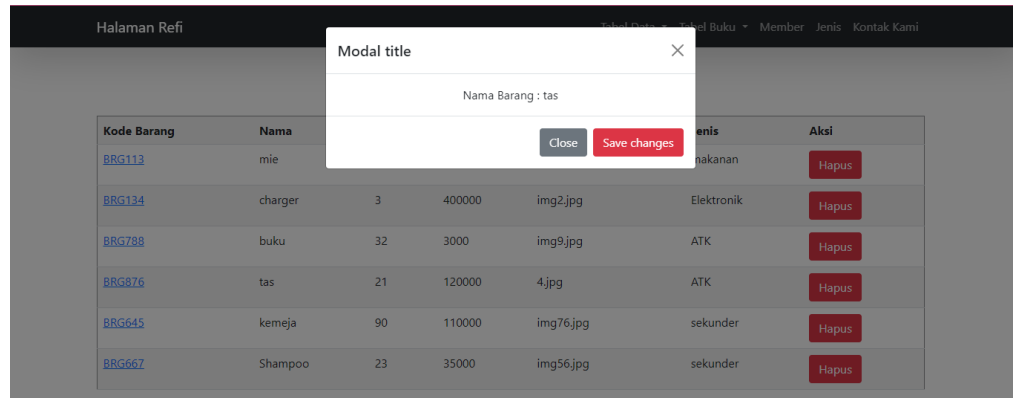 Halaman Refi Tabel Data Tabel Buku Member Jenis Kontak Kami
Modal title
Nama Barang : tas
Close Save changes
Kode Barang Nama Aksi
BRG113 mie Hapus
BRG134 charger 3 400000 img2.jpg Elektronik Hapus
BRG788 buku 32 3000 img9.jpg ATK Hapus
BRG876 tas 21 120000 4.jpg ATK Hapus
BRG645 kemeja 90 110000 img76.jpg sekunder Hapus
BRG667 Shampoo 23 35000 img56.jpg sekunder Hapus